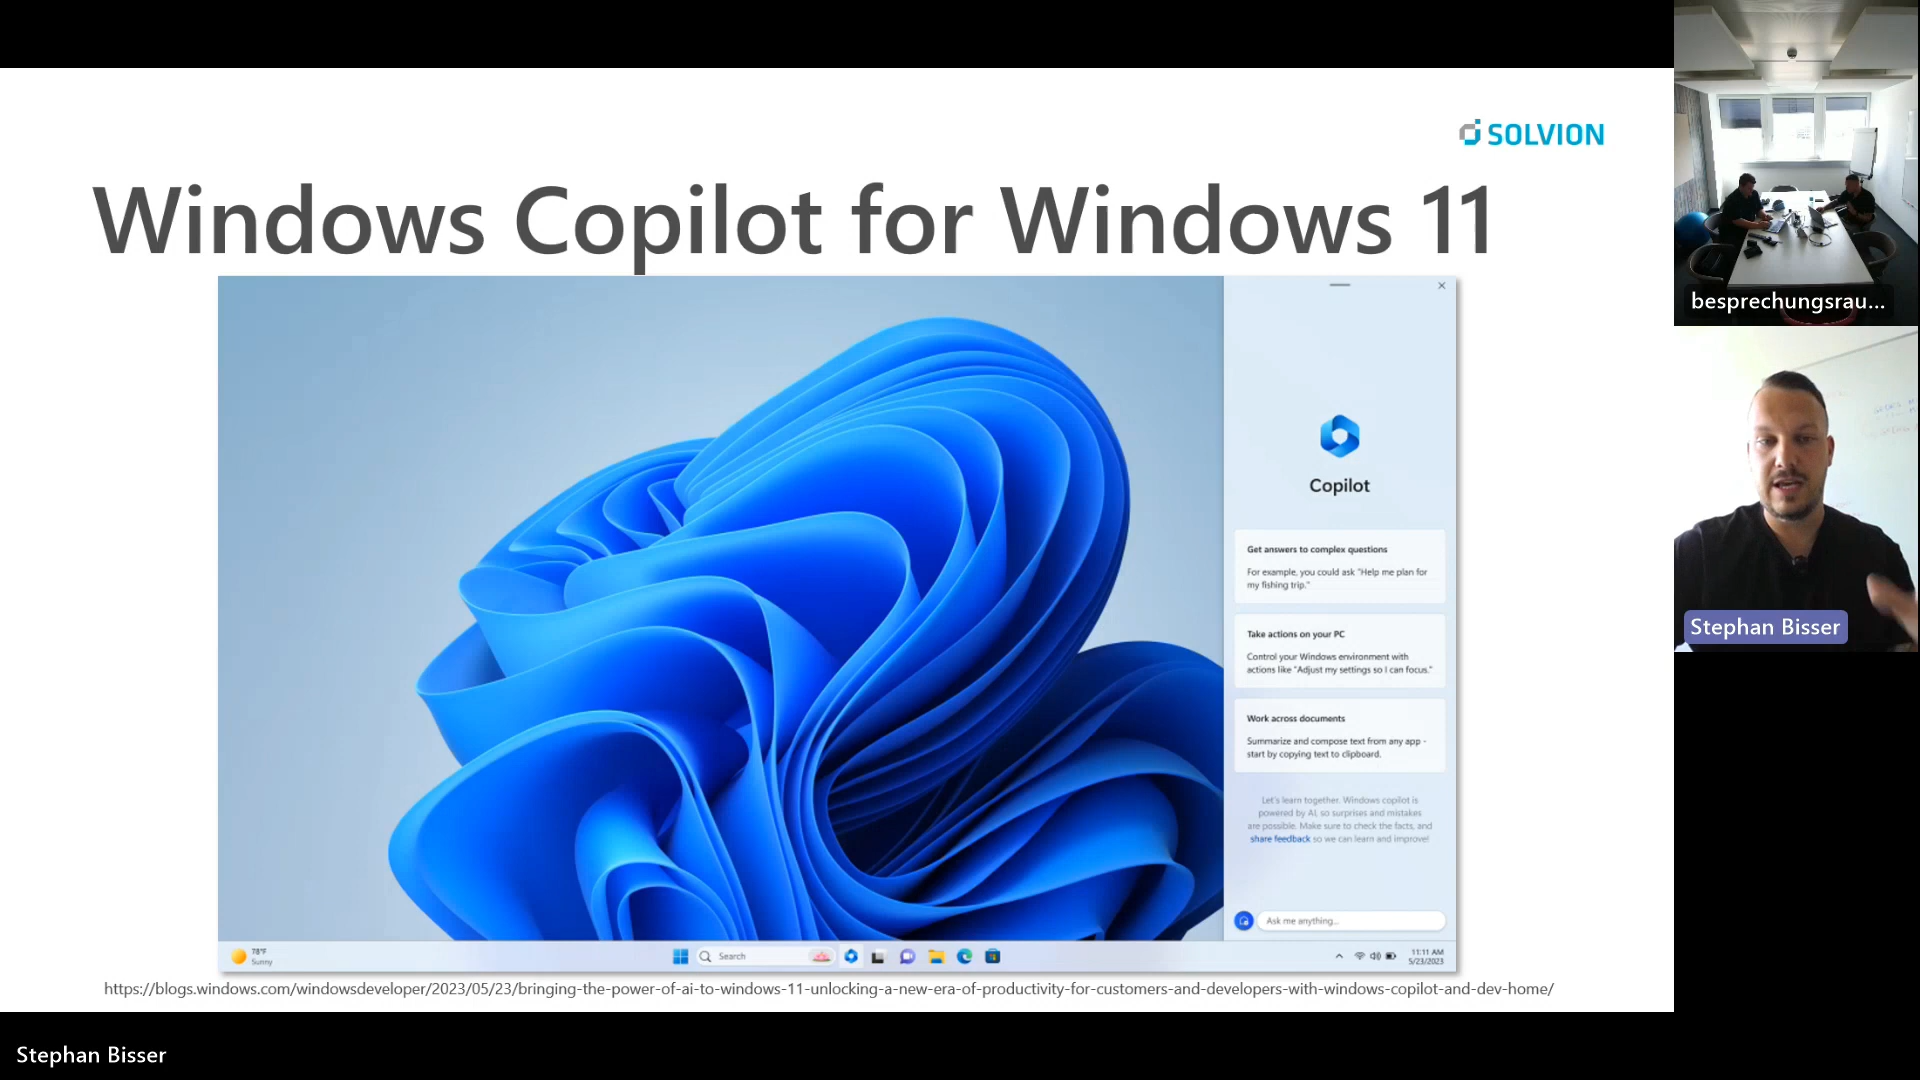 SOLVION
Windows Copilot for Windows 11
Copilot
Get answers to complex questions
For example, you could ask "Help me plan for
my fishing trip."
Take actions on your PC
Control your Windows environment with
actions like "Adjust my settings so I can focus."
Work across documents
Summarize and compose text from any app -
start by copying text to clipboard.
Let's learn together. Windows copilot is
powered by AI, so surprises and mistakes
are possible. Make sure to check the facts, and
share feedback so we can learn and improve!
Ask me anything...
78°F
Sunny
Search
11:11 AM
5/23/2023
https://blogs.windows.com/windowsdeveloper/2023/05/23/bringing-the-power-of-ai-to-windows-11-unlocking-a-new-era-of-productivity-for-customers-and-developers-with-windows-copilot-and-dev-home/
besprechungsrau...
Stephan Bisser
Stephan Bisser